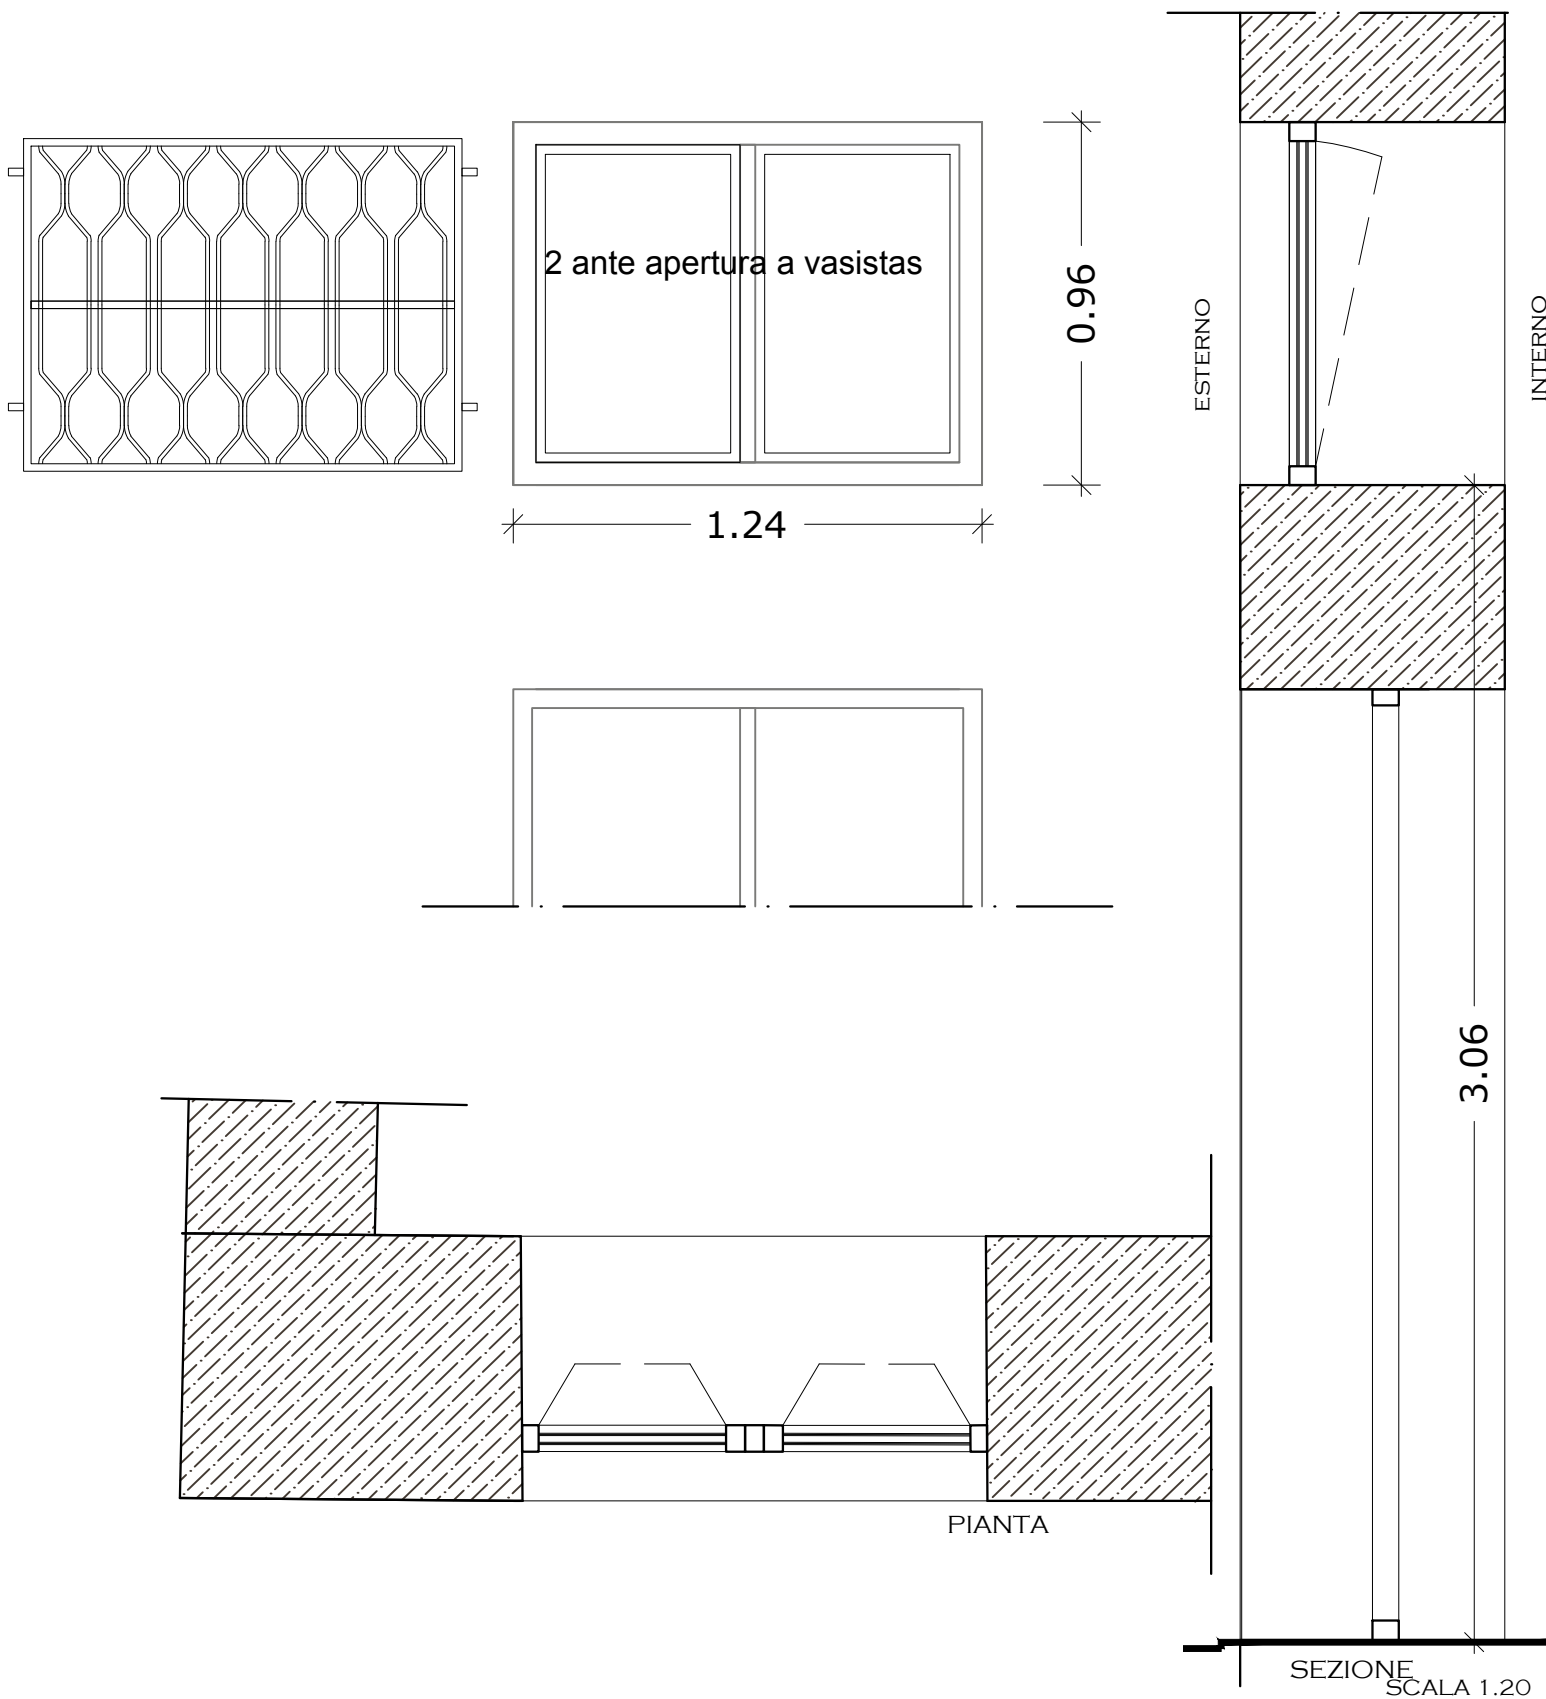 2 ante apertura a vasistas
0.96
1.24
ESTERNO
INTERNO
3.06
PIANTA
SEZIONE
SCALA 1.20